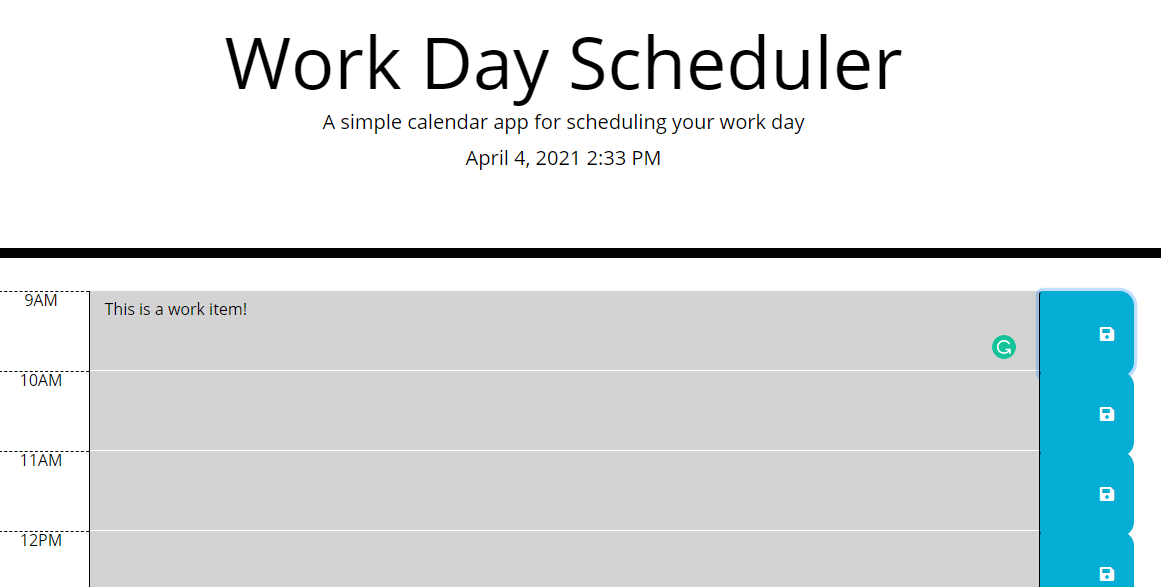 Work Day Scheduler
A simple calendar app for scheduling your work day
April 4, 2021 2:33 PM
9AM
This is a work item!
10AM
11AM
12PM